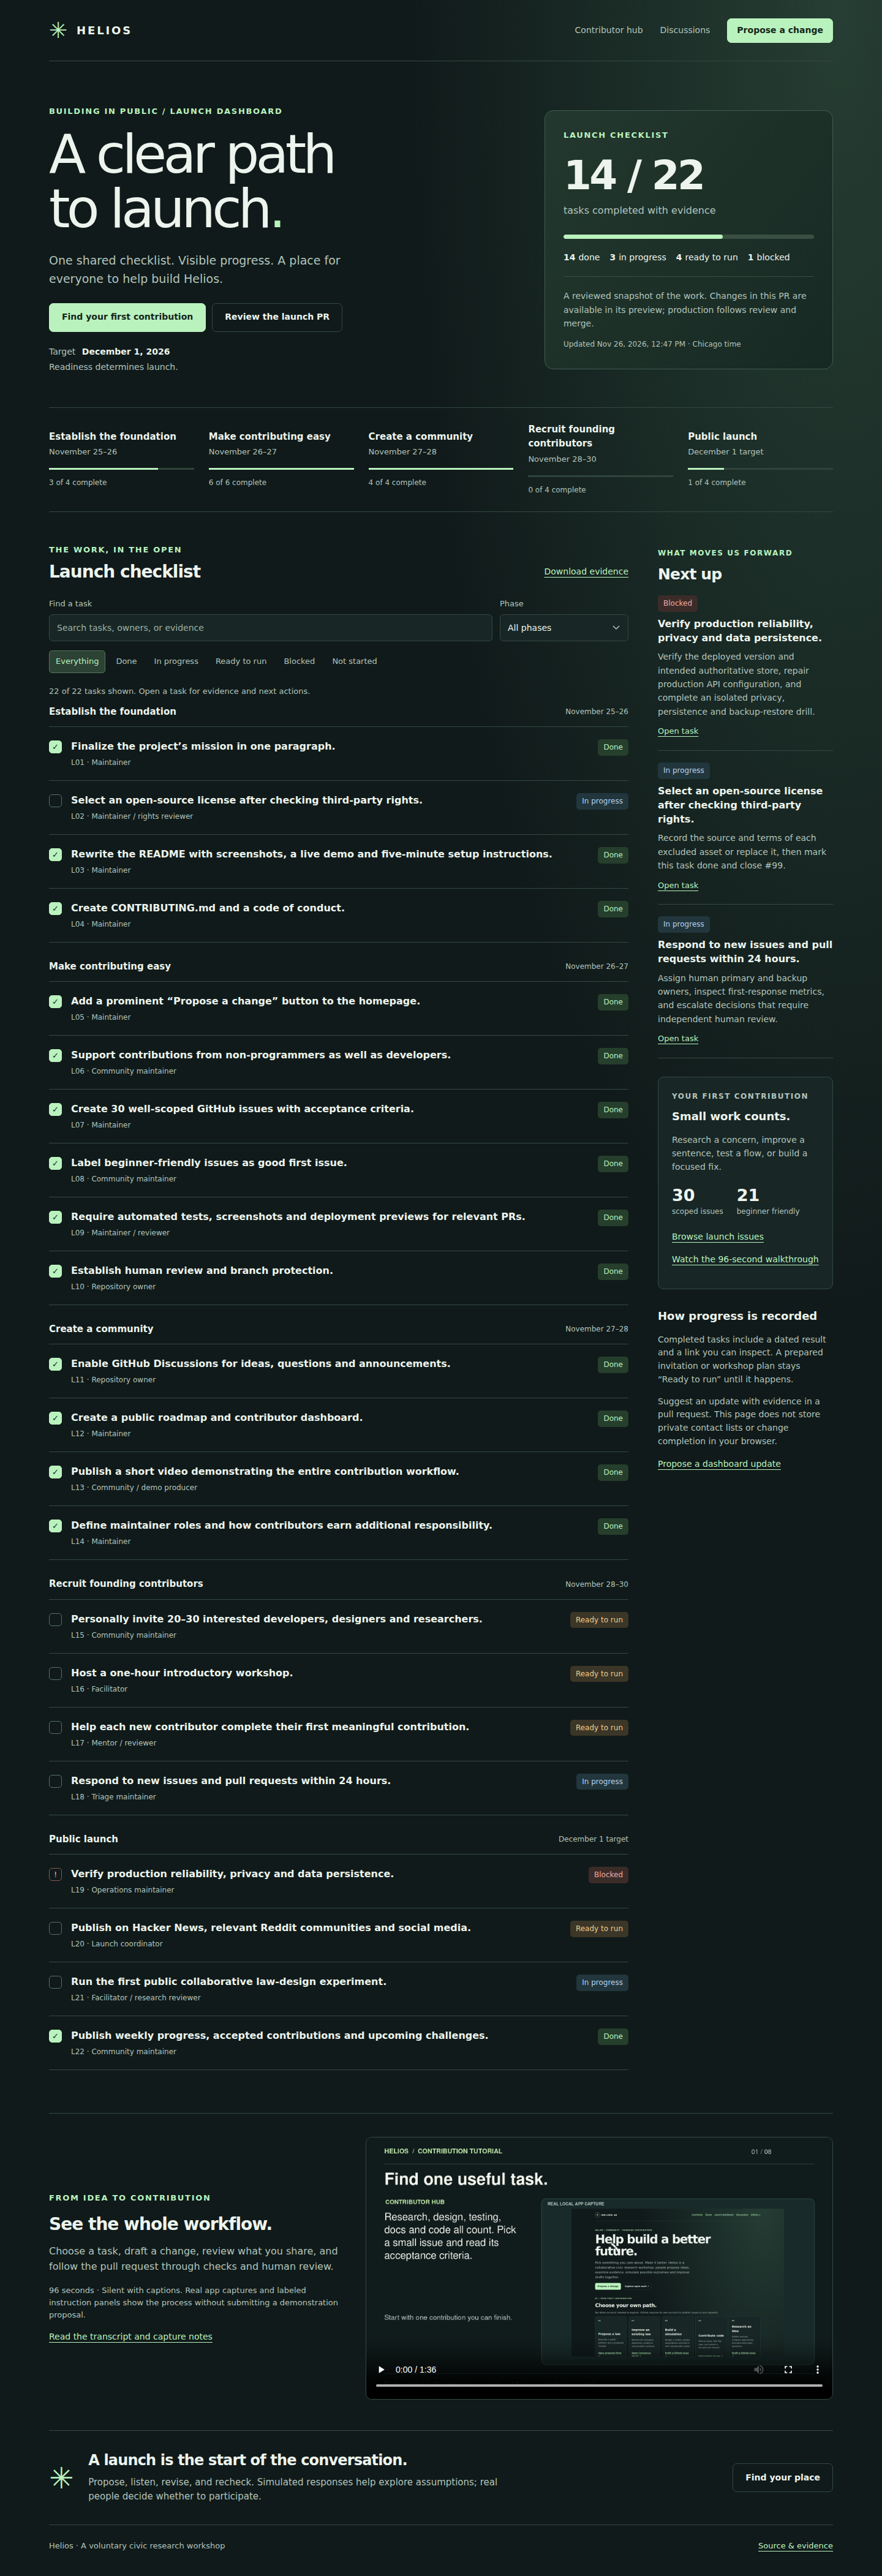 HELIOS
Contributor hub
Discussions
Propose a change
BUILDING IN PUBLIC / LAUNCH DASHBOARD
A clear path
to launch.
One shared checklist. Visible progress. A place for
everyone to help build Helios.
Find your first contribution
Review the launch PR
Target December 1, 2026
Readiness determines launch.
LAUNCH CHECKLIST
14 / 22
tasks completed with evidence
14 done 3 in progress 4 ready to run 1 blocked
A reviewed snapshot of the work. Changes in this PR are
available in its preview; production follows review and
merge.
Updated Nov 26, 2026, 12:47 PM · Chicago time
Establish the foundation
November 25–26
3 of 4 complete
Make contributing easy
November 26–27
6 of 6 complete
Create a community
November 27–28
4 of 4 complete
Recruit founding
contributors
November 28–30
0 of 4 complete
Public launch
December 1 target
1 of 4 complete
THE WORK, IN THE OPEN
Launch checklist
Download evidence
Find a task
Search tasks, owners, or evidence
Phase
All phases
Everything
Done
In progress
Ready to run
Blocked
Not started
22 of 22 tasks shown. Open a task for evidence and next actions.
Establish the foundation
November 25–26
Finalize the project’s mission in one paragraph.
Done
L01 · Maintainer
Select an open-source license after checking third-party rights.
In progress
L02 · Maintainer / rights reviewer
Rewrite the README with screenshots, a live demo and five-minute setup instructions.
Done
L03 · Maintainer
Create CONTRIBUTING.md and a code of conduct.
Done
L04 · Maintainer
Make contributing easy
November 26–27
Add a prominent “Propose a change” button to the homepage.
Done
L05 · Maintainer
Support contributions from non-programmers as well as developers.
Done
L06 · Community maintainer
Create 30 well-scoped GitHub issues with acceptance criteria.
Done
L07 · Maintainer
Label beginner-friendly issues as good first issue.
Done
L08 · Community maintainer
Require automated tests, screenshots and deployment previews for relevant PRs.
Done
L09 · Maintainer / reviewer
Establish human review and branch protection.
Done
L10 · Repository owner
Create a community
November 27–28
Enable GitHub Discussions for ideas, questions and announcements.
Done
L11 · Repository owner
Create a public roadmap and contributor dashboard.
Done
L12 · Maintainer
Publish a short video demonstrating the entire contribution workflow.
Done
L13 · Community / demo producer
Define maintainer roles and how contributors earn additional responsibility.
Done
L14 · Maintainer
Recruit founding contributors
November 28–30
Personally invite 20–30 interested developers, designers and researchers.
Ready to run
L15 · Community maintainer
Host a one-hour introductory workshop.
Ready to run
L16 · Facilitator
Help each new contributor complete their first meaningful contribution.
Ready to run
L17 · Mentor / reviewer
Respond to new issues and pull requests within 24 hours.
In progress
L18 · Triage maintainer
Public launch
December 1 target
Verify production reliability, privacy and data persistence.
Blocked
L19 · Operations maintainer
Publish on Hacker News, relevant Reddit communities and social media.
Ready to run
L20 · Launch coordinator
Run the first public collaborative law-design experiment.
In progress
L21 · Facilitator / research reviewer
Publish weekly progress, accepted contributions and upcoming challenges.
Done
L22 · Community maintainer
WHAT MOVES US FORWARD
Next up
Blocked
Verify production reliability,
privacy and data persistence.
Verify the deployed version and
intended authoritative store, repair
production API configuration, and
complete an isolated privacy,
persistence and backup-restore drill.
Open task
In progress
Select an open-source license
after checking third-party
rights.
Record the source and terms of each
excluded asset or replace it, then mark
this task done and close #99.
Open task
In progress
Respond to new issues and pull
requests within 24 hours.
Assign human primary and backup
owners, inspect first-response metrics,
and escalate decisions that require
independent human review.
Open task
YOUR FIRST CONTRIBUTION
Small work counts.
Research a concern, improve a
sentence, test a flow, or build a
focused fix.
30
scoped issues
21
beginner friendly
Browse launch issues
Watch the 96-second walkthrough
How progress is recorded
Completed tasks include a dated result
and a link you can inspect. A prepared
invitation or workshop plan stays
“Ready to run” until it happens.
Suggest an update with evidence in a
pull request. This page does not store
private contact lists or change
completion in your browser.
Propose a dashboard update
FROM IDEA TO CONTRIBUTION
See the whole workflow.
Choose a task, draft a change, review what you share, and
follow the pull request through checks and human review.
96 seconds · Silent with captions. Real app captures and labeled
instruction panels show the process without submitting a demonstration
proposal.
Read the transcript and capture notes
HELIOS / CONTRIBUTION TUTORIAL
01 / 08
Find one useful task.
CONTRIBUTOR HUB
Research, design, testing,
docs and code all count. Pick
a small issue and read its
acceptance criteria.
Start with one contribution you can finish.
REAL LOCAL APP CAPTURE
Help build a better
future.
Choose your own path.
0:00 / 1:36
A launch is the start of the conversation.
Propose, listen, revise, and recheck. Simulated responses help explore assumptions; real
people decide whether to participate.
Find your place
Helios · A voluntary civic research workshop
Source & evidence